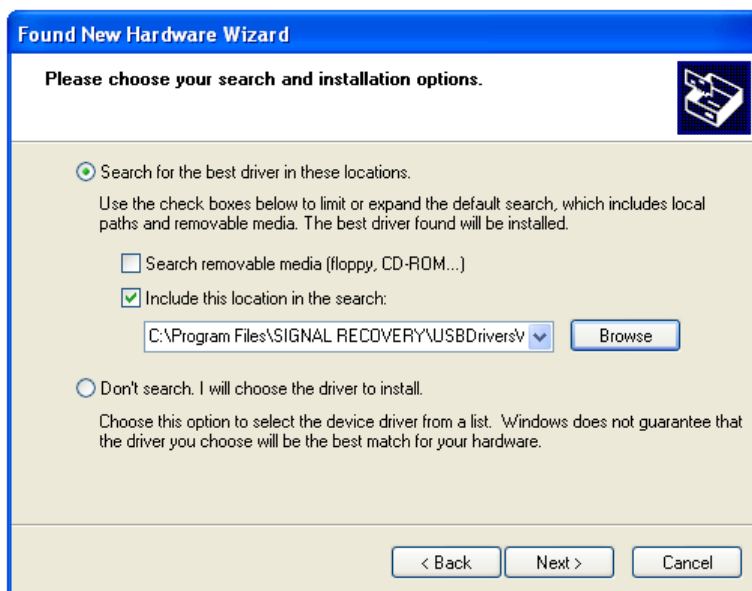 Found New Hardware Wizard
Please choose your search and installation options.
Search for the best driver in these locations.
Use the check boxes below to limit or expand the default search, which includes local
paths and removable media. The best driver found will be installed.
Search removable media (floppy, CD-ROM...)
Include this location in the search:
C:\Program Files\SIGNAL RECOVERY\USBDrivers\
Browse
Don't search. I will choose the driver to install.
Choose this option to select the device driver from a list. Windows does not guarantee that
the driver you choose will be the best match for your hardware.
< Back
Next >
Cancel